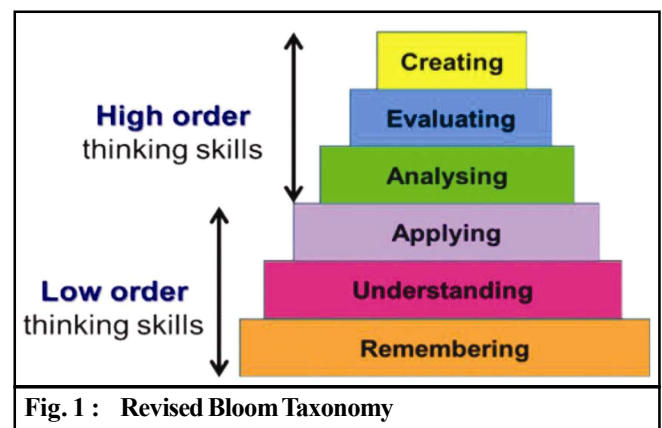 Creating
High order
thinking skills
Evaluating
Analysing
Applying
Low order
thinking skills
Understanding
Remembering
Fig. 1 : Revised Bloom Taxonomy